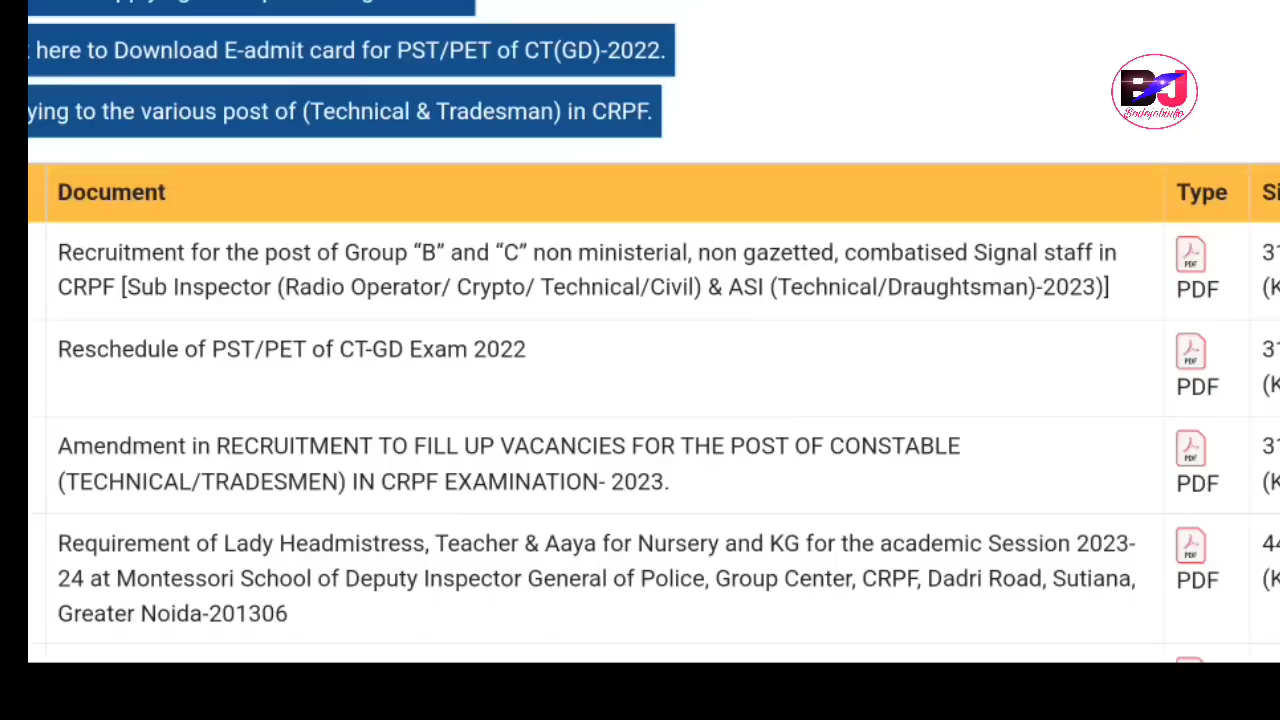 here to Download E-admit card for PST/PET of CT(GD)-2022.
ying to the various post of (Technical & Tradesman) in CRPF.
BJ
Bodojobinfo
Document Type Si
Recruitment for the post of Group “B” and “C” non ministerial, non gazetted, combatised Signal staff in
CRPF [Sub Inspector (Radio Operator/ Crypto/ Technical/Civil) & ASI (Technical/Draughtsman)-2023)]
PDF
PDF
31
(K
Reschedule of PST/PET of CT-GD Exam 2022
PDF
PDF
31
(K
Amendment in RECRUITMENT TO FILL UP VACANCIES FOR THE POST OF CONSTABLE
(TECHNICAL/TRADESMEN) IN CRPF EXAMINATION- 2023.
PDF
PDF
31
(K
Requirement of Lady Headmistress, Teacher & Aaya for Nursery and KG for the academic Session 2023-
24 at Montessori School of Deputy Inspector General of Police, Group Center, CRPF, Dadri Road, Sutiana,
Greater Noida-201306
PDF
PDF
44
(K